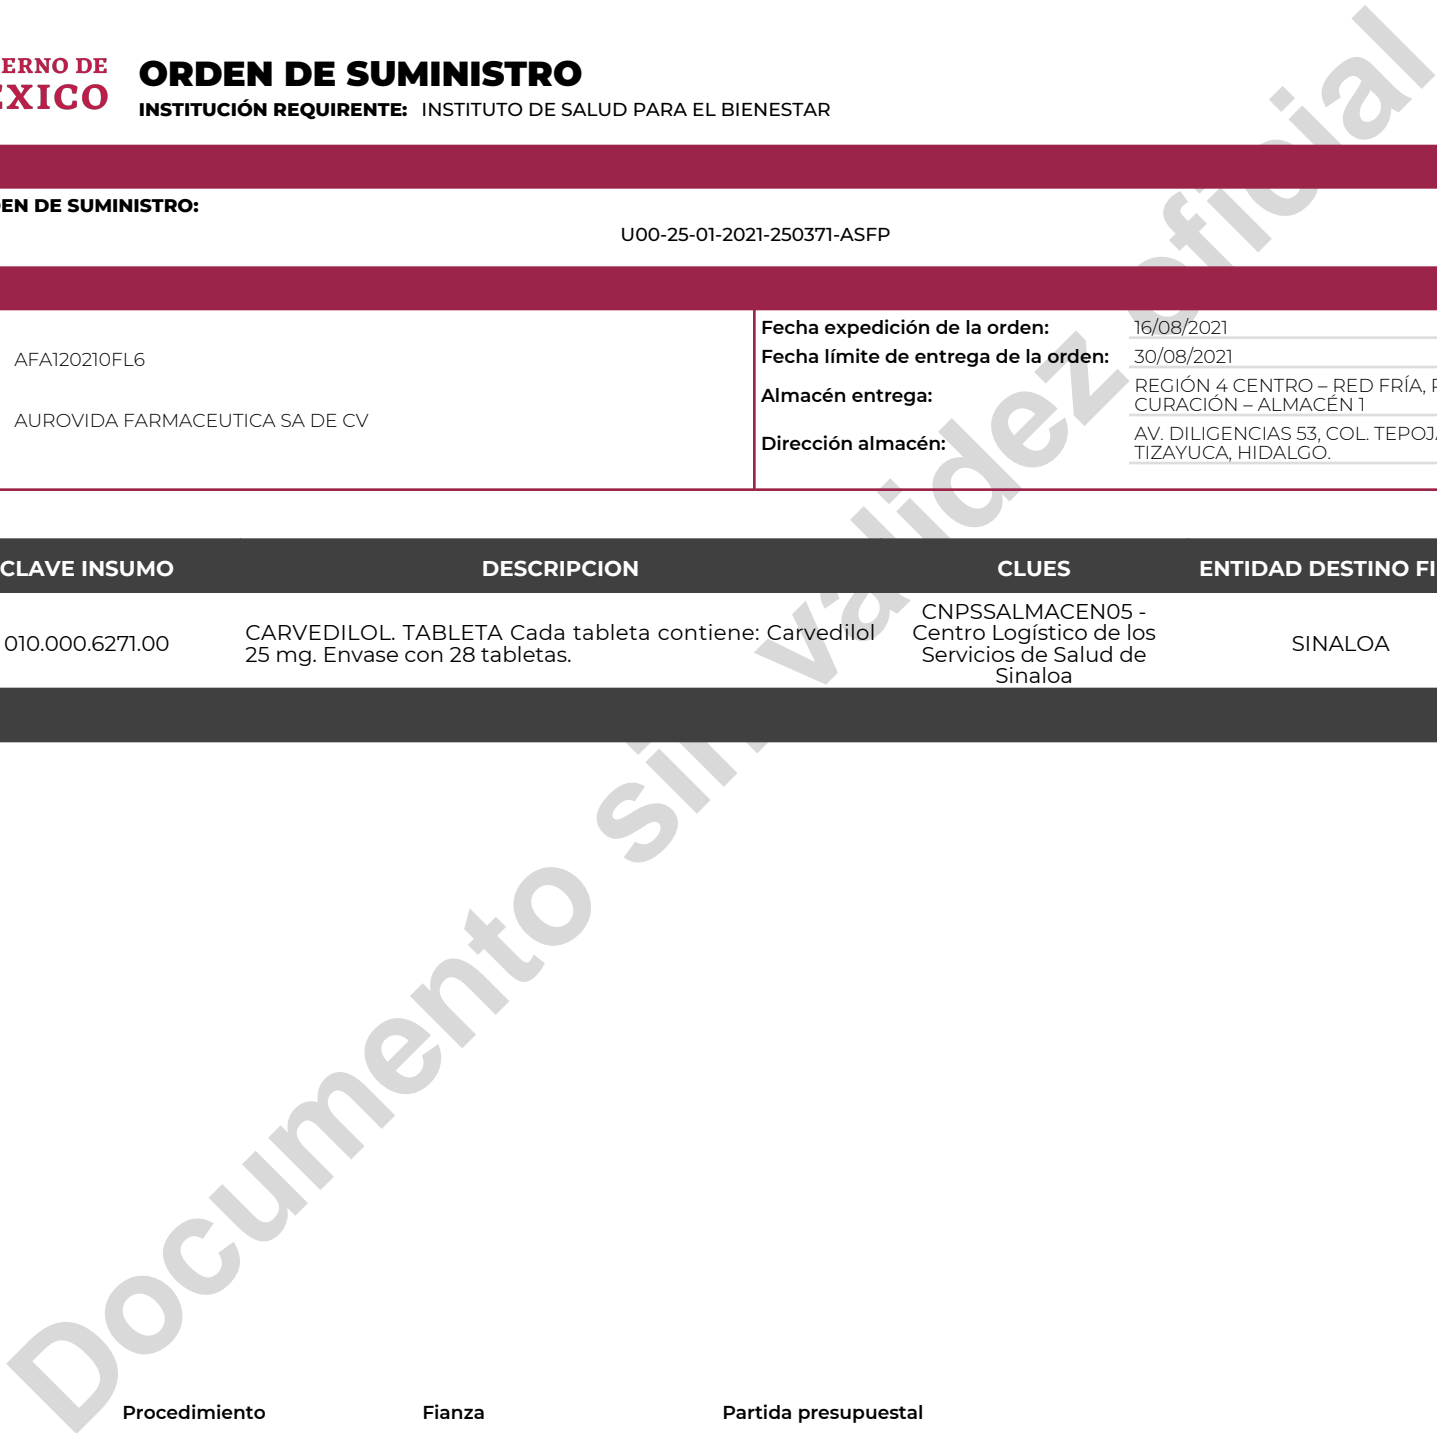 ERNO DE
ÉXICO
ORDEN DE SUMINISTRO
INSTITUCIÓN REQUIRENTE: INSTITUTO DE SALUD PARA EL BIENESTAR
EN DE SUMINISTRO:
U00-25-01-2021-250371-ASFP
AFA120210FL6
AUROVIDA FARMACEUTICA SA DE CV
Fecha expedición de la orden: 16/08/2021
Fecha límite de entrega de la orden: 30/08/2021
Almacén entrega: REGIÓN 4 CENTRO – RED FRÍA,
CURACIÓN – ALMACÉN 1
Dirección almacén: AV. DILIGENCIAS 53, COL. TEPOJA
TIZAYUCA, HIDALGO.
CLAVE INSUMO DESCRIPCION CLUES ENTIDAD DESTINO FI
010.000.6271.00
CARVEDILOL. TABLETA Cada tableta contiene: Carvedilol
25 mg. Envase con 28 tabletas.
CNPSSALMACEN05 -
Centro Logístico de los
Servicios de Salud de
Sinaloa
SINALOA
Documento sin validez oficial
Procedimiento Fianza Partida presupuestal